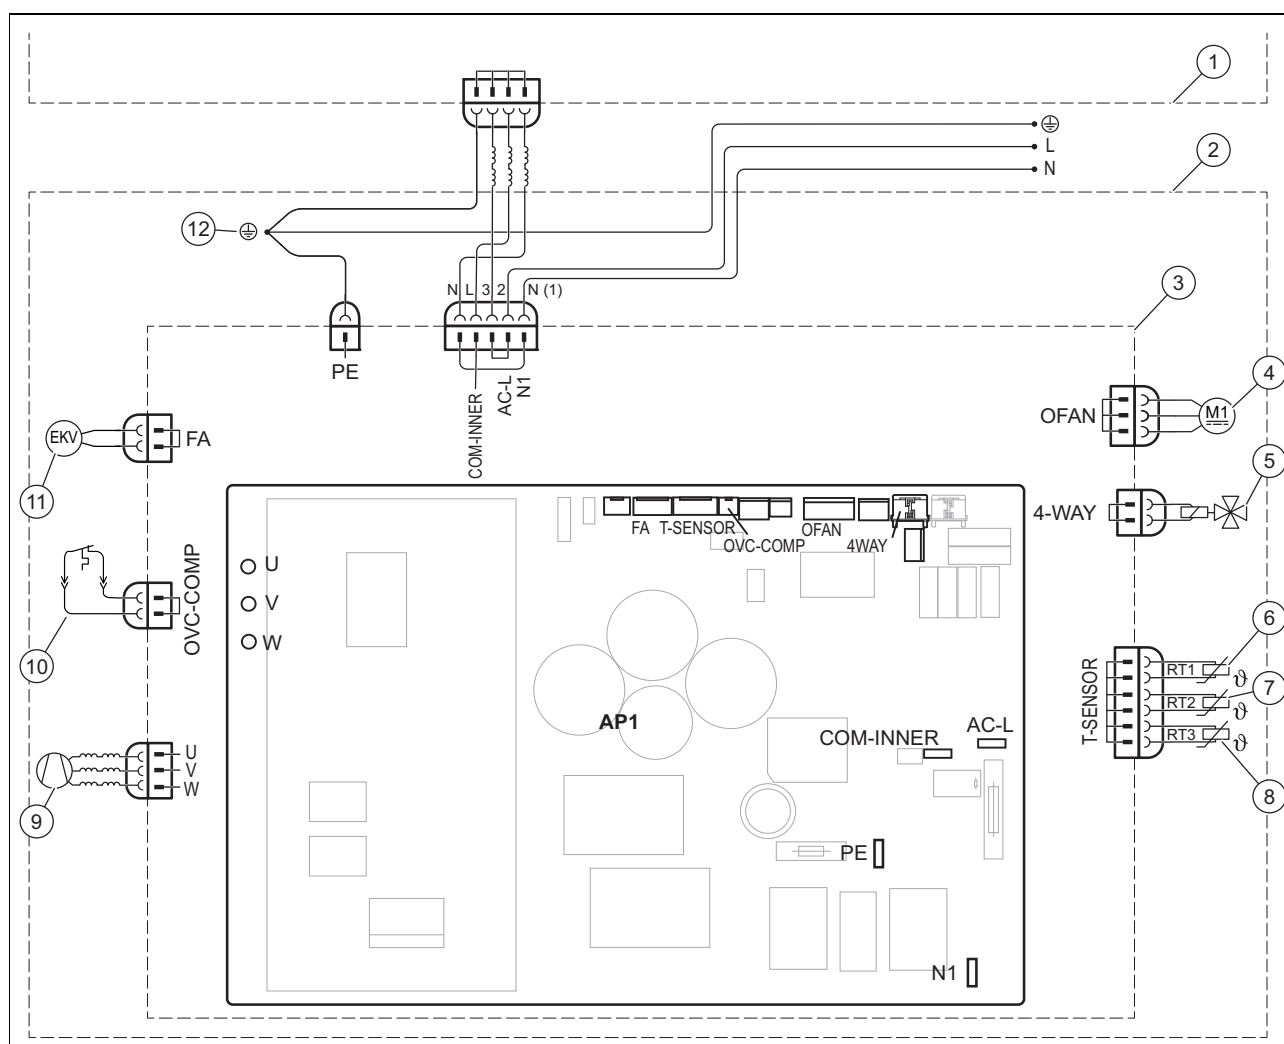 1
L
N
2
12
N L 3 2 N (1)
3
PE
COM-INNER
AC-L
N1
4
OFAN
M1
EKV
FA
11
5
4-WAY
FA T-SENSOR
OVC-COMP
OFAN
4WAY
U
V
W
OVC-COMP
10
6
T-SENSOR
RT1
ϑ
7
RT2
ϑ
RT3
ϑ
8
AP1
COM-INNER
AC-L
U
V
W
9
PE
N1